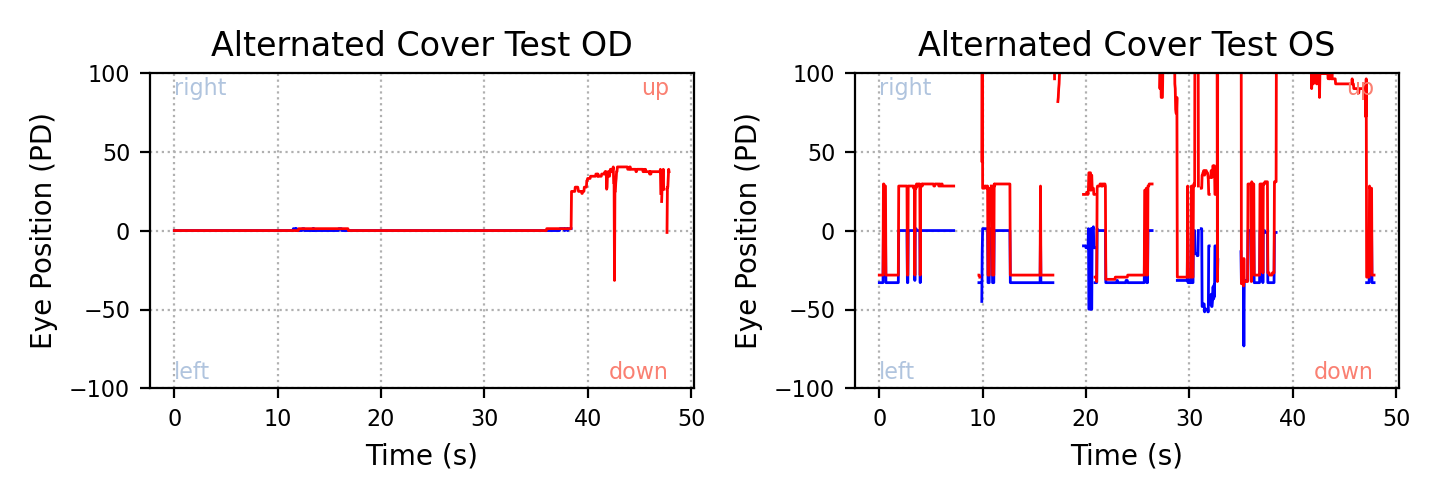 Alternated Cover Test OD
100
50
0
−50
−100
Eye Position (PD)
right
up
left
down
0 10 20 30 40 50
Time (s)
Alternated Cover Test OS
100
50
0
−50
−100
Eye Position (PD)
right
up
left
down
0 10 20 30 40 50
Time (s)